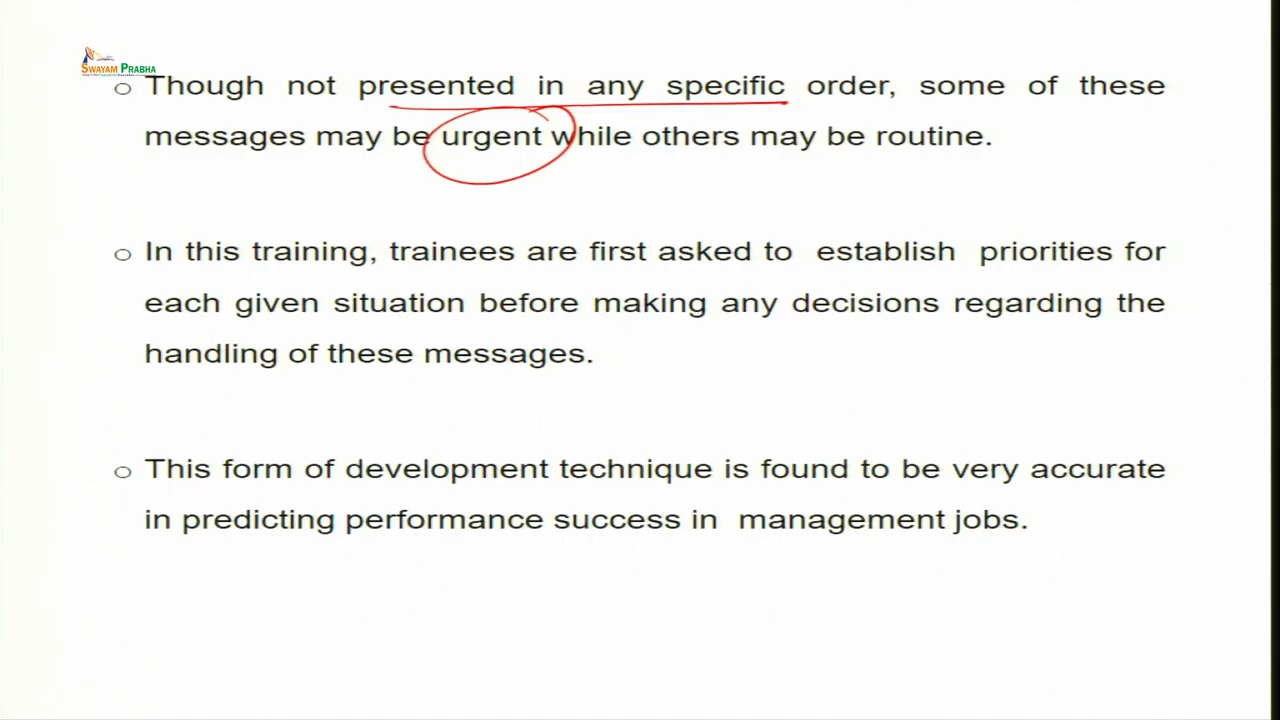 SWAYAM PRABHA
Though not presented in any specific order, some of these
messages may be urgent while others may be routine.
In this training, trainees are first asked to establish priorities for
each given situation before making any decisions regarding the
handling of these messages.
This form of development technique is found to be very accurate
in predicting performance success in management jobs.